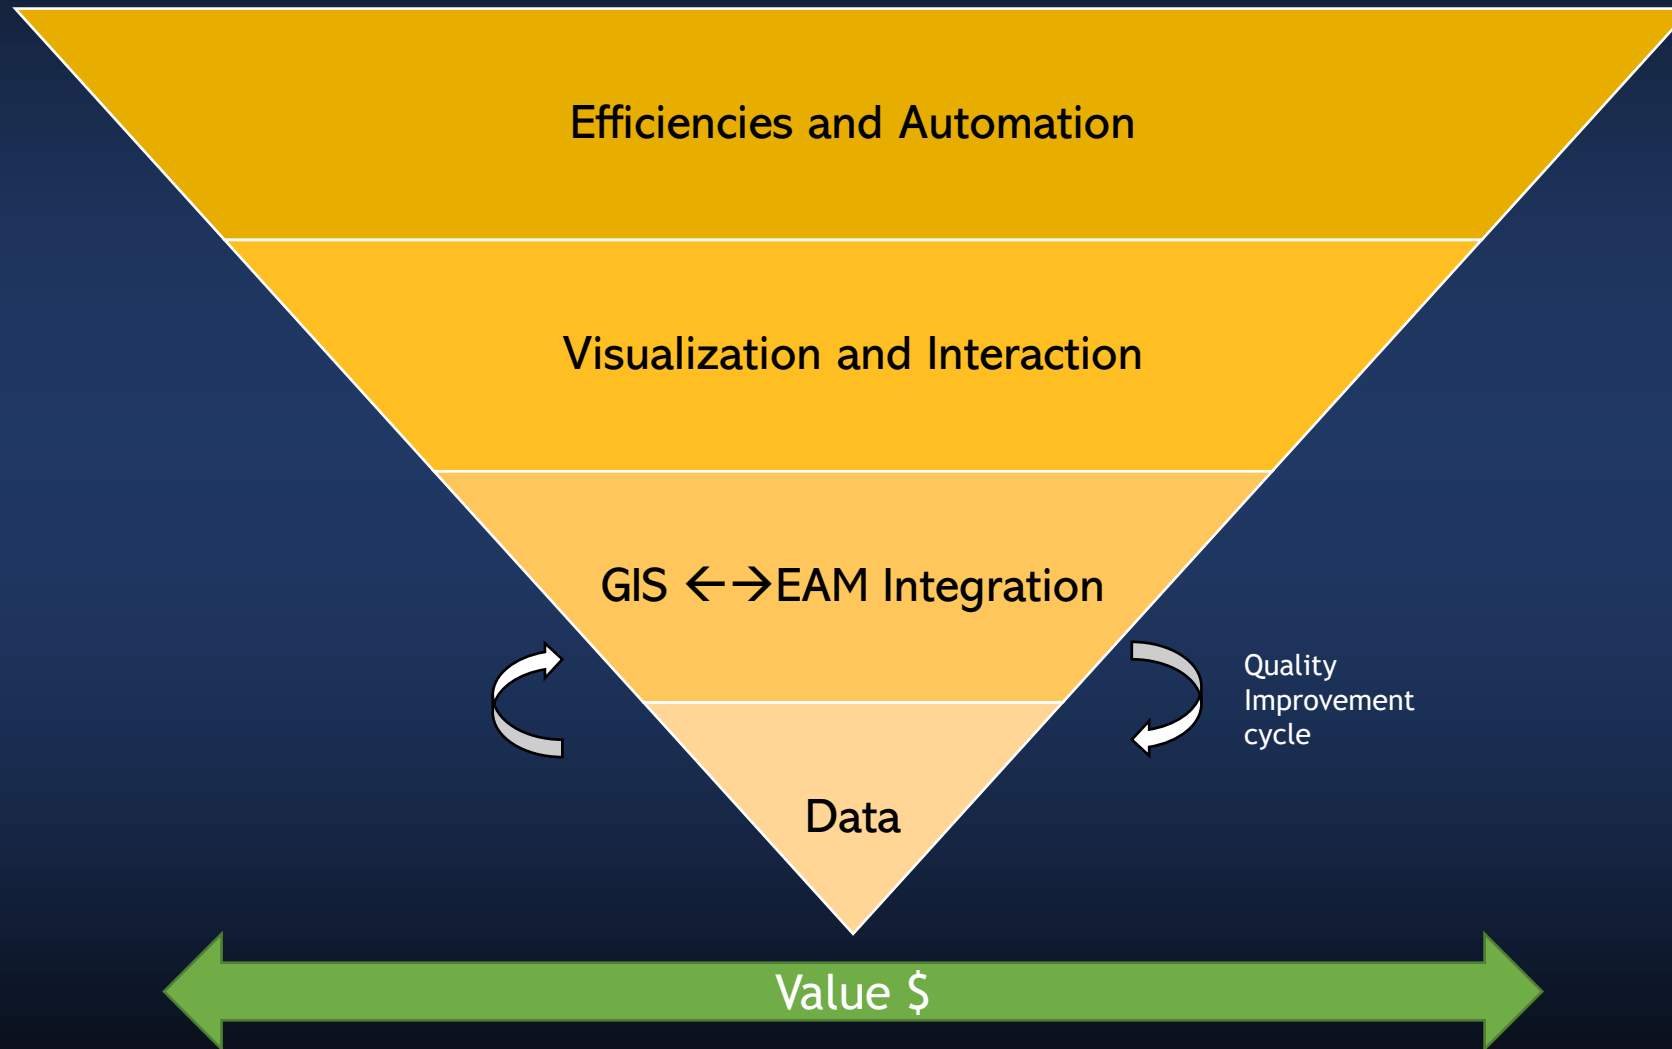 Efficiencies and Automation
Visualization and Interaction
GIS ←→EAM Integration
Quality
Improvement
cycle
Data
Value $